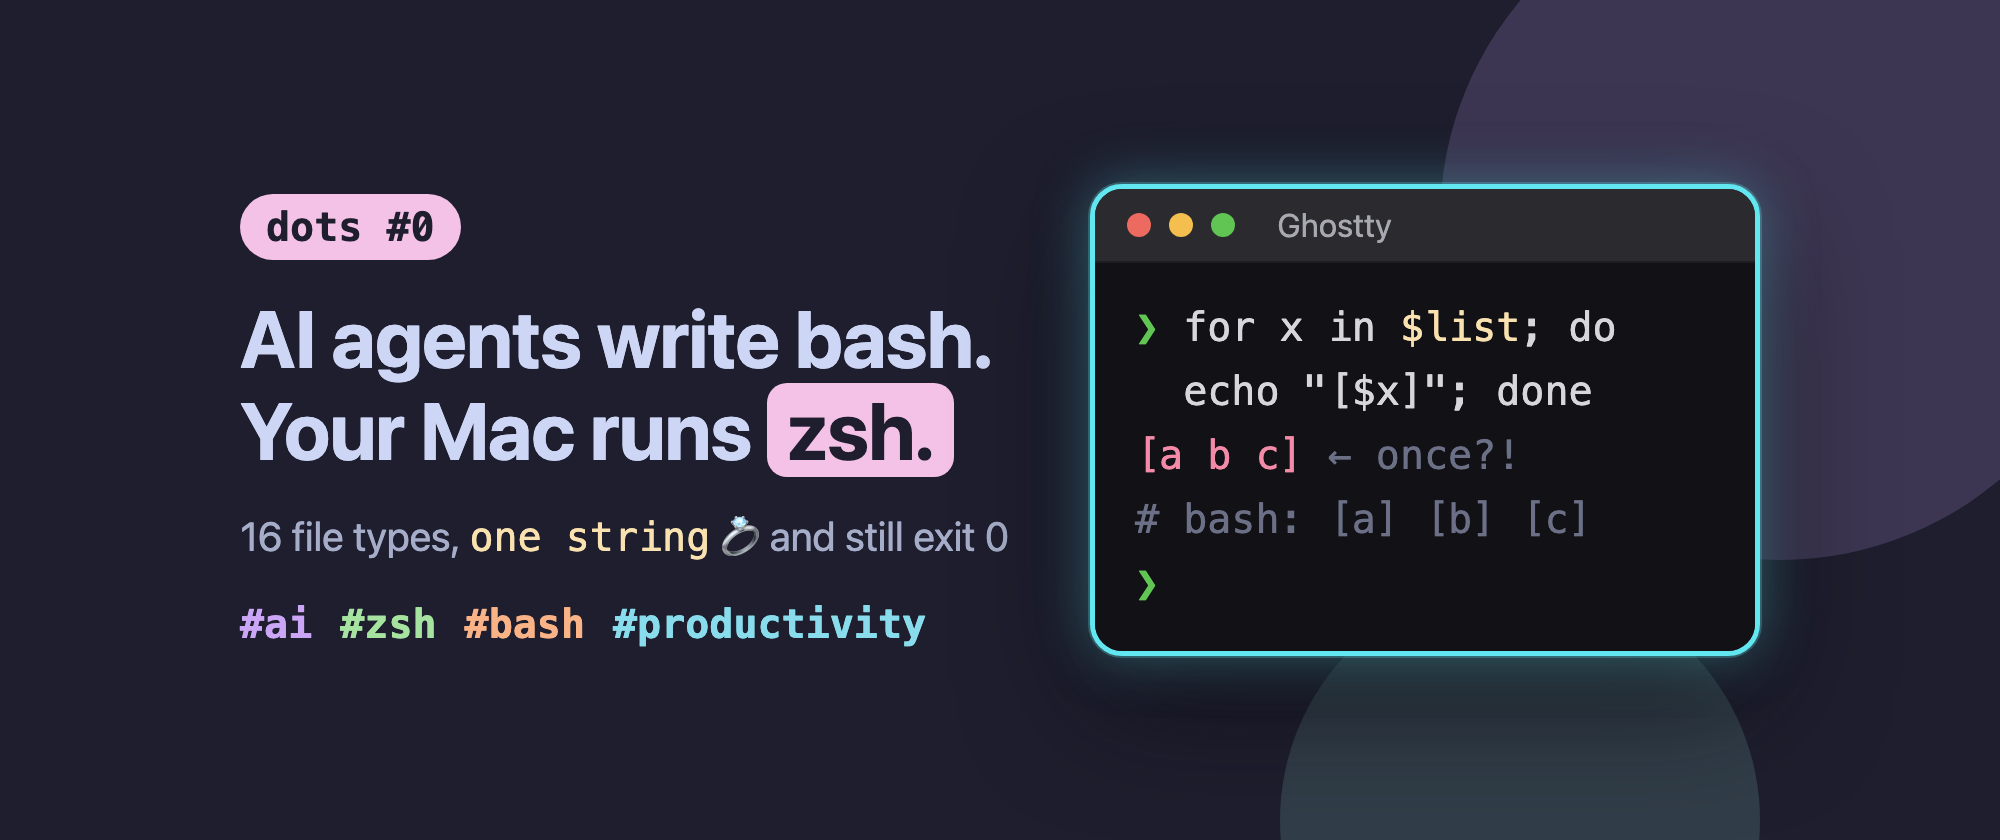 dots #0
AI agents write bash.
Your Mac runs zsh.
16 file types, one string 💍 and still exit 0
#ai #zsh #bash #productivity
Ghostty
❯ for x in $list; do
echo "[$x]"; done
[a b c] ← once?!
# bash: [a] [b] [c]
❯